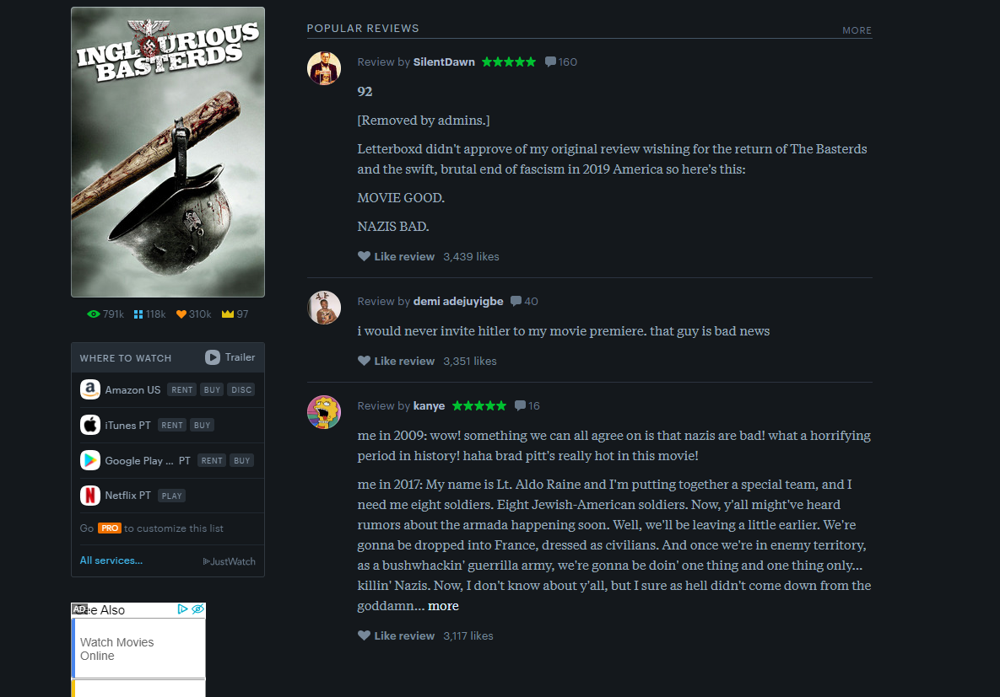 INGLOURIOUS
BASTERDS
791k 118k 310k 97
WHERE TO WATCH Trailer
Amazon US RENT BUY DISC
iTunes PT RENT BUY
Google Play ... PT RENT BUY
Netflix PT PLAY
Go PRO to customize this list
All services... JustWatch
AD
See Also
Watch Movies
Online
POPULAR REVIEWS MORE
Review by SilentDawn ★★★★★ 160
92
[Removed by admins.]
Letterboxd didn't approve of my original review wishing for the return of The Basterds
and the swift, brutal end of fascism in 2019 America so here's this:
MOVIE GOOD.
NAZIS BAD.
Like review 3,439 likes
Review by demi adejuyigbe 40
i would never invite hitler to my movie premiere. that guy is bad news
Like review 3,351 likes
Review by kanye ★★★★★ 16
me in 2009: wow! something we can all agree on is that nazis are bad! what a horrifying
period in history! haha brad pitt's really hot in this movie!
me in 2017: My name is Lt. Aldo Raine and I'm putting together a special team, and I
need me eight soldiers. Eight Jewish-American soldiers. Now, y'all might've heard
rumors about the armada happening soon. Well, we'll be leaving a little earlier. We're
gonna be dropped into France, dressed as civilians. And once we're in enemy territory,
as a bushwhackin' guerrilla army, we're gonna be doin' one thing and one thing only...
killin' Nazis. Now, I don't know about y'all, but I sure as hell didn't come down from the
goddamn... more
Like review 3,117 likes